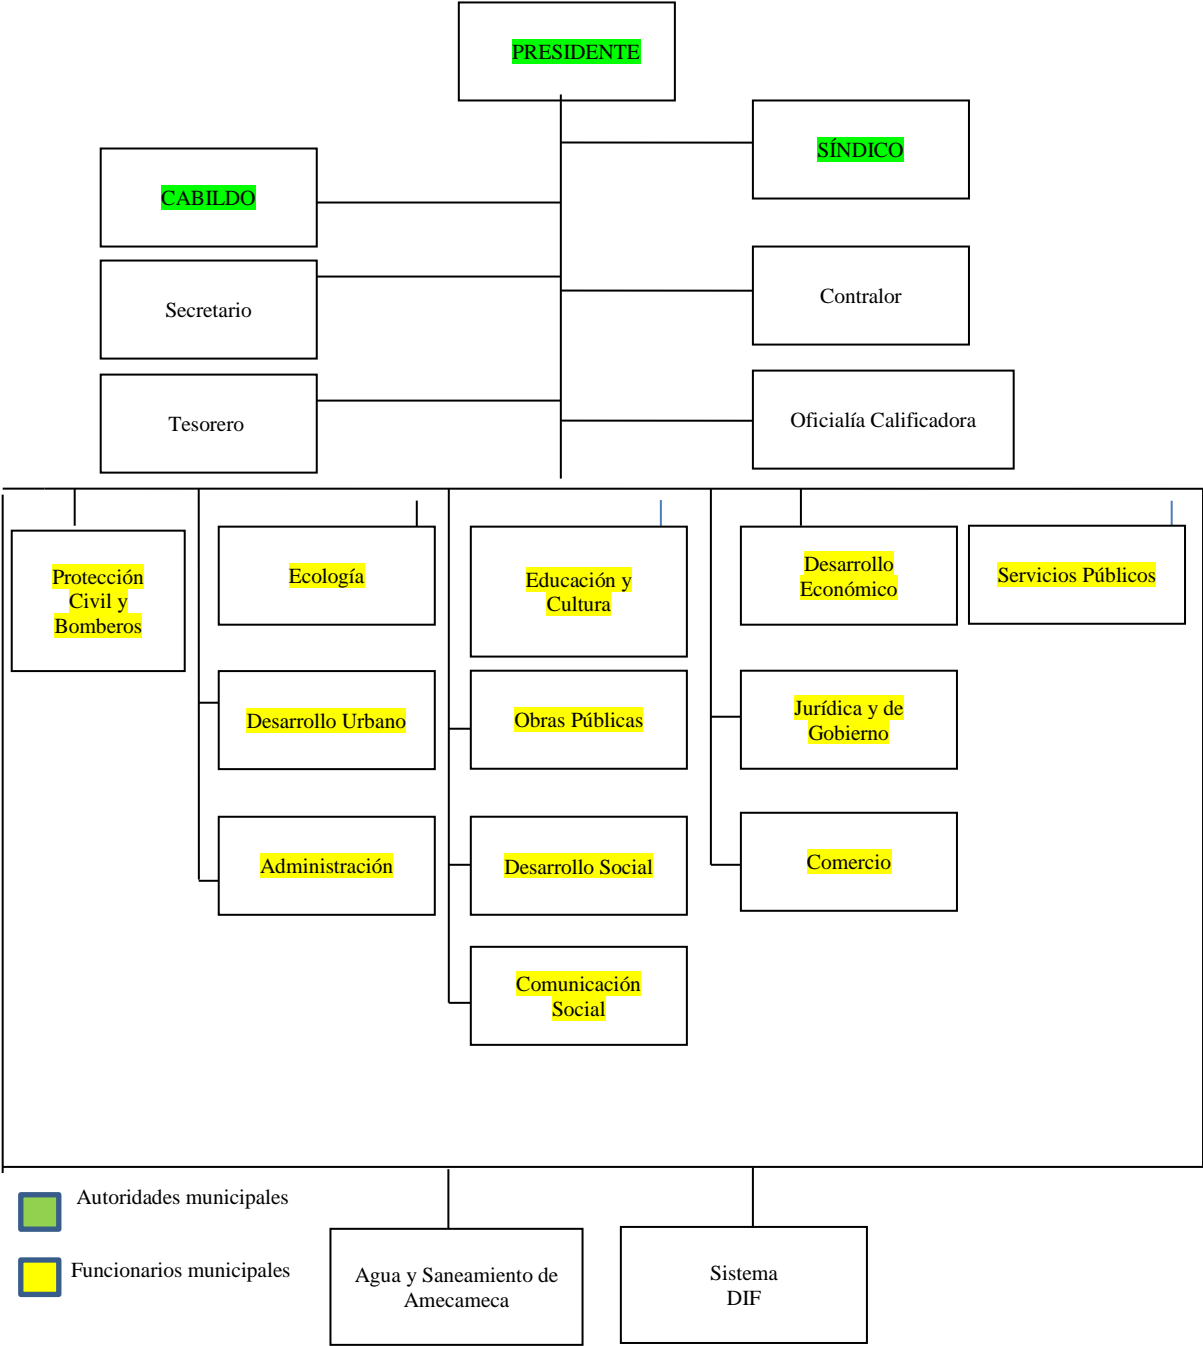 PRESIDENTE
SÍNDICO
CABILDO
Secretario
Contralor
Tesorero
Oficialía Calificadora
Protección
Civil y
Bomberos
Ecología
Educación y
Cultura
Desarrollo
Económico
Servicios Públicos
Desarrollo Urbano
Obras Públicas
Jurídica y de
Gobierno
Administración
Desarrollo Social
Comercio
Comunicación
Social
Autoridades municipales
Funcionarios municipales
Agua y Saneamiento de
Amecameca
Sistema
DIF